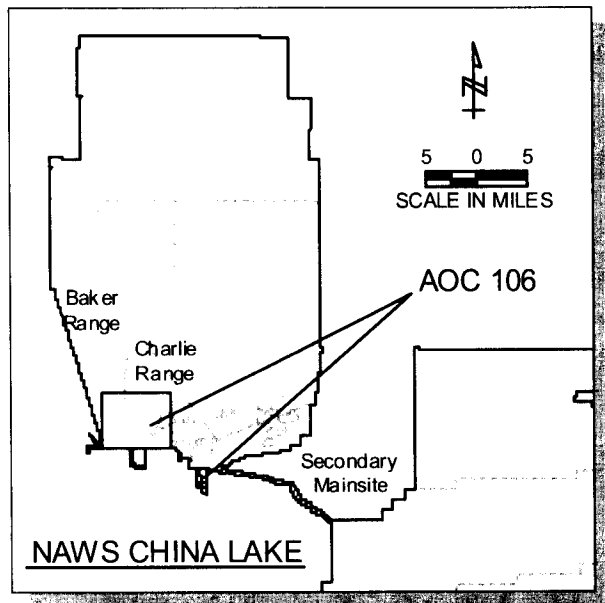 N
5 0 5
SCALE IN MILES
AOC 106
Baker
Range
Charlie
Range
Secondary
Mainsite
NAWS CHINA LAKE